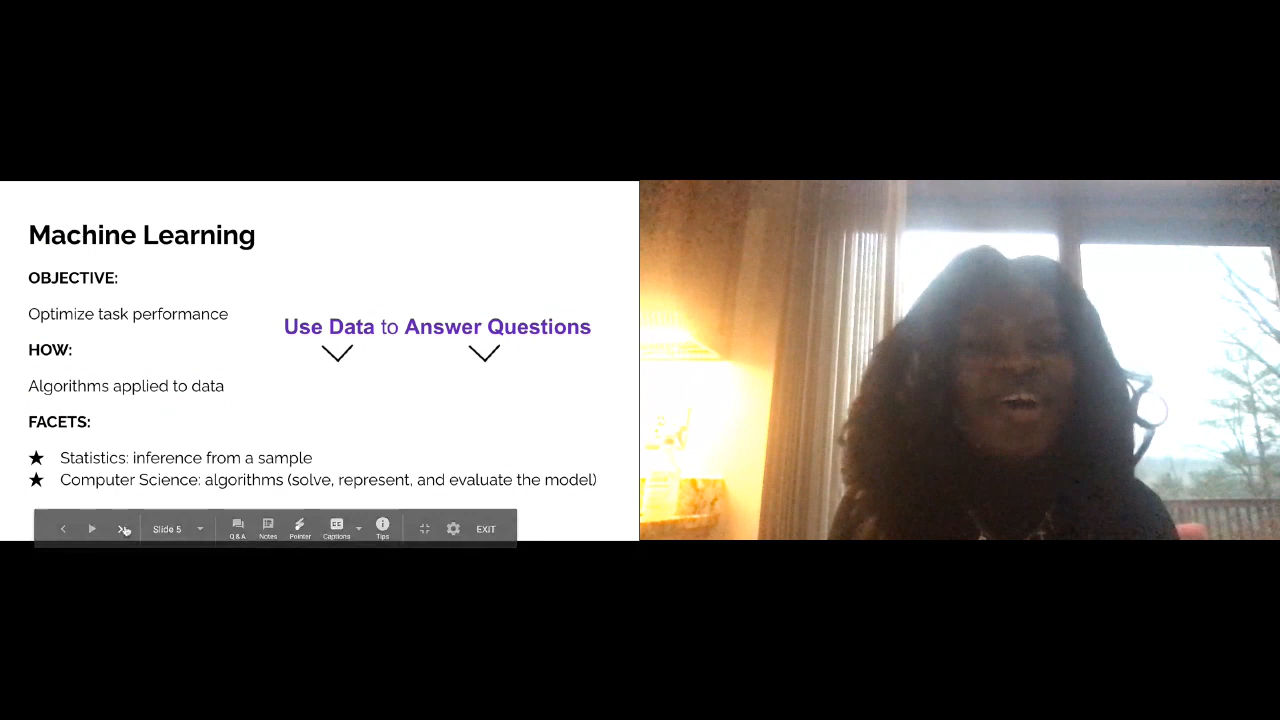 Machine Learning
OBJECTIVE:
Optimize task performance
Use Data to Answer Questions
HOW:
Algorithms applied to data
FACETS:
★ Statistics: inference from a sample
★ Computer Science: algorithms (solve, represent, and evaluate the model)
Slide 5
Q&A Notes Pointer Captions Tips
EXIT